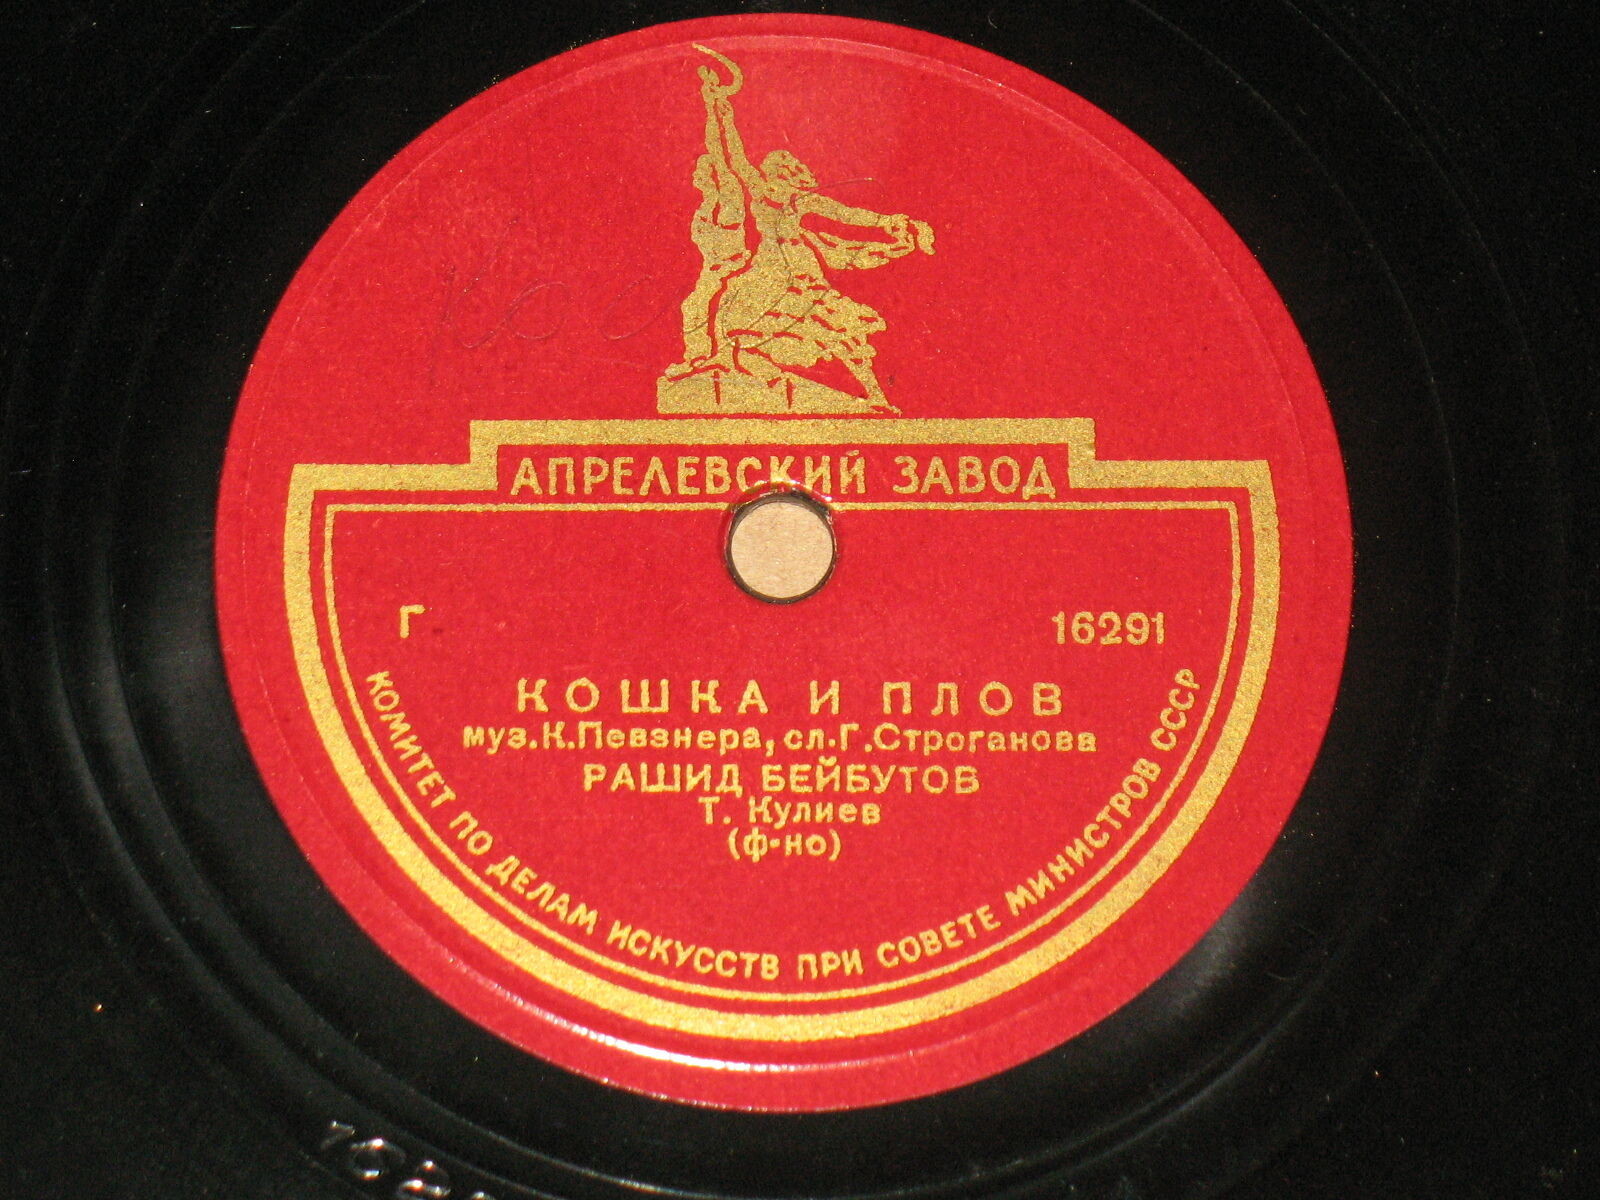 АПРЕЛЕВСКИЙ ЗАВОД
Г 16291
КОШКА И ПЛОВ
муз.К.Певзнера, сл.Г.Строганова
РАШИД БЕЙБУТОВ
Т. Кулиев
(ф-но)
КОМИТЕТ ПО ДЕЛАМ ИСКУССТВ ПРИ СОВЕТЕ МИНИСТРОВ СССР